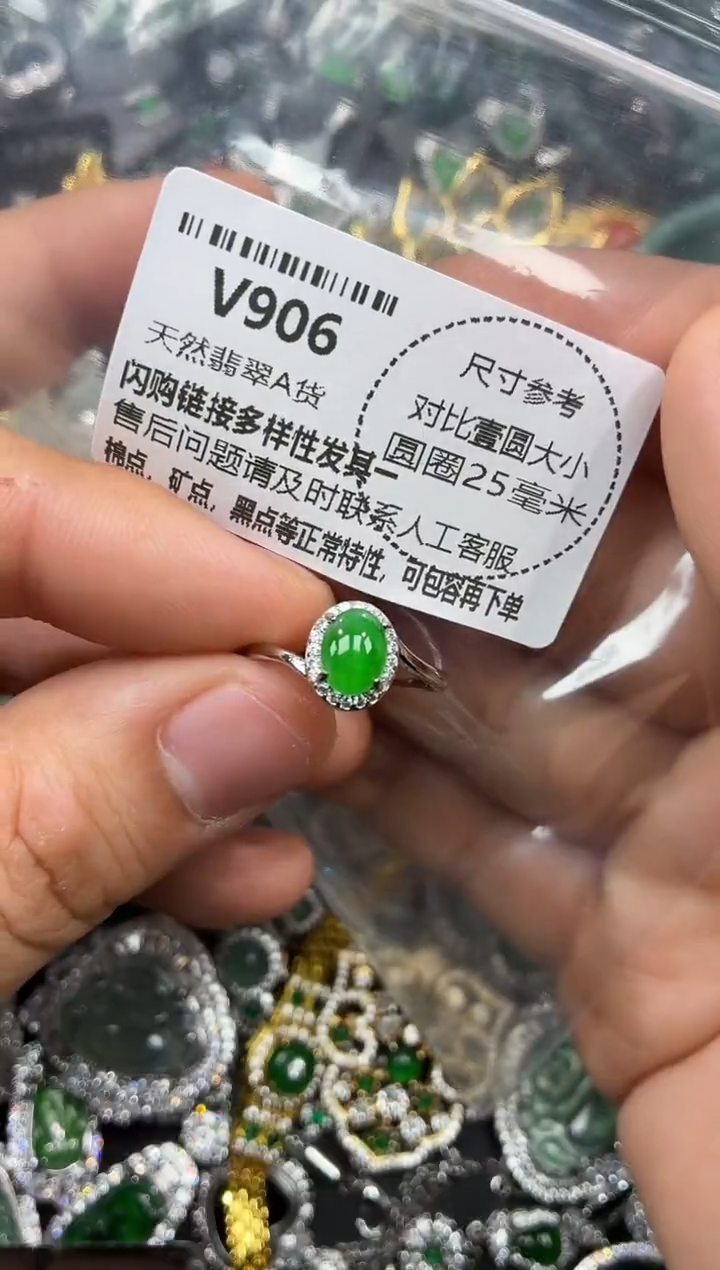 V906
天然翡翠A货
闪购链接多样性发其一
售后问题请及时联系人工客服
棉点，矿点，黑点等正常特性，可包容再下单
尺寸参考
对比壹圆大小
圆圈25毫米